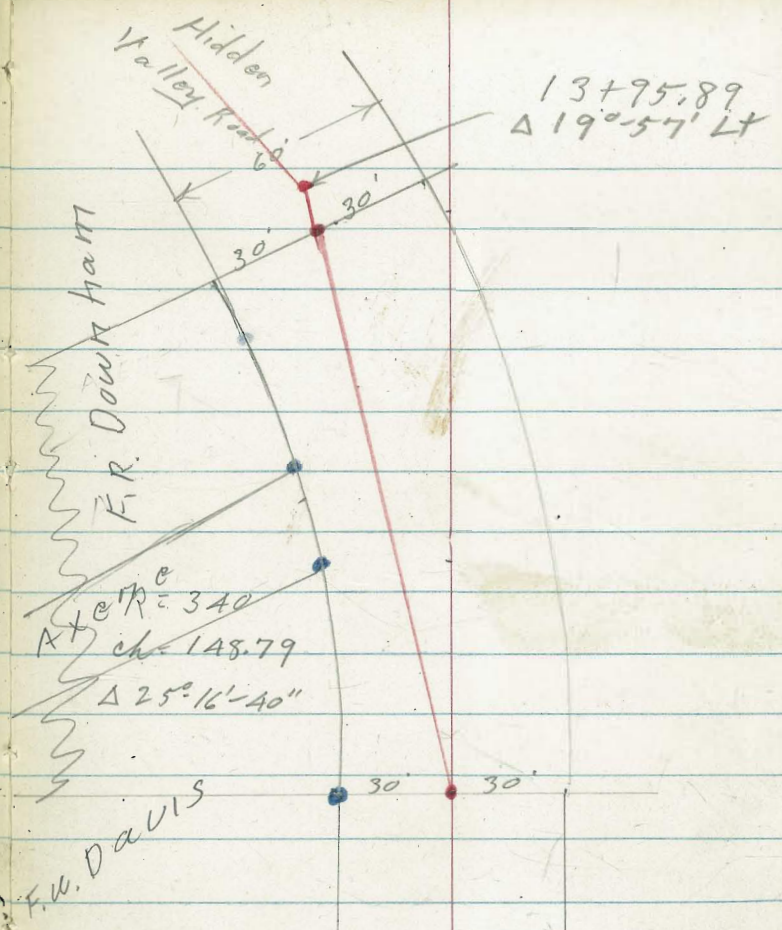 Hidden
Valley Road
13+95.89
Δ 19°-57' Lt
60'
30'
30'
F.R. Downham
R = 340
ch = 148.79
Δ 25°-16'-40"
30'
30'
F.W. DAVIS